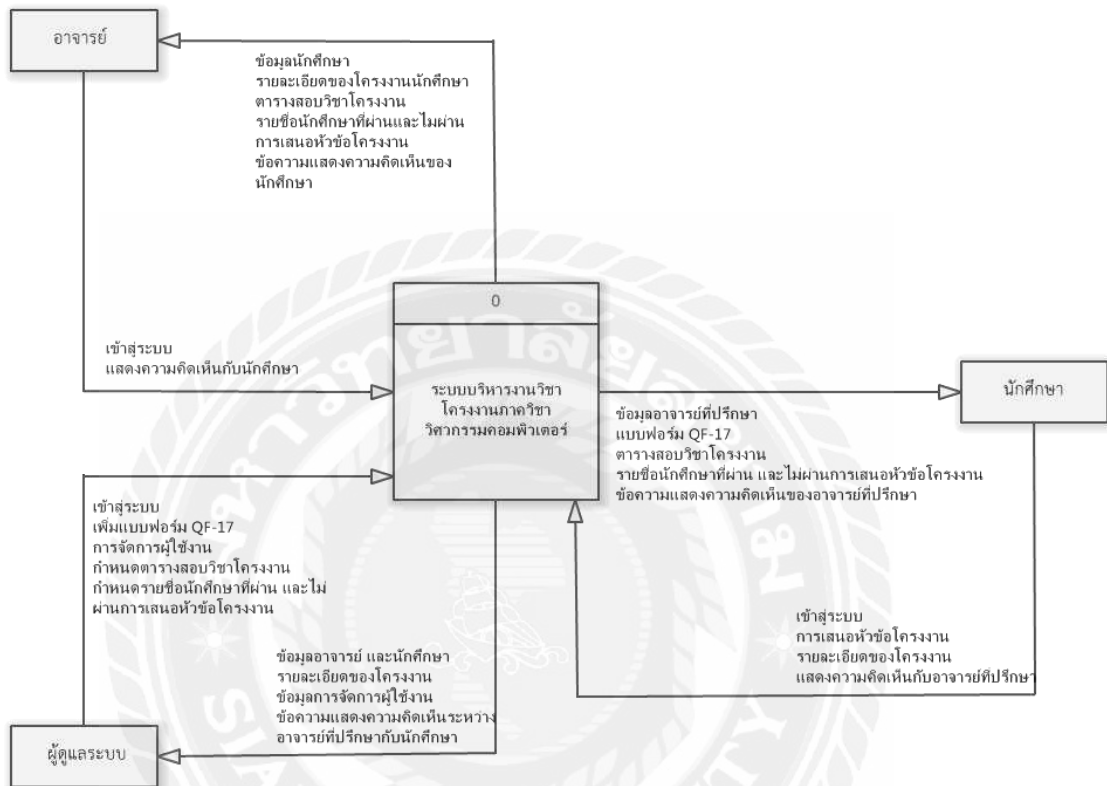 อาจารย์
ข้อมูลนักศึกษา
รายละเอียดของโครงงานนักศึกษา
ตารางสอบวิชาโครงงาน
รายชื่อนักศึกษาที่ผ่านและไม่ผ่าน
การเสนอหัวข้อโครงงาน
ข้อความแสดงความคิดเห็นของ
นักศึกษา
0
ระบบบริหารงานวิชา
โครงงานภาควิชา
วิศวกรรมคอมพิวเตอร์
เข้าสู่ระบบ
แสดงความคิดเห็นกับนักศึกษา
นักศึกษา
ข้อมูลอาจารย์ที่ปรึกษา
แบบฟอร์ม QF-17
ตารางสอบวิชาโครงงาน
รายชื่อนักศึกษาที่ผ่าน และไม่ผ่านการเสนอหัวข้อโครงงาน
ข้อความแสดงความคิดเห็นของอาจารย์ที่ปรึกษา
เข้าสู่ระบบ
เพิ่มแบบฟอร์ม QF-17
การจัดการผู้ใช้งาน
กำหนดตารางสอบวิชาโครงงาน
กำหนดรายชื่อนักศึกษาที่ผ่าน และไม่
ผ่านการเสนอหัวข้อโครงงาน
เข้าสู่ระบบ
การเสนอหัวข้อโครงงาน
รายละเอียดของโครงงาน
แสดงความคิดเห็นกับอาจารย์ที่ปรึกษา
ข้อมูลอาจารย์ และนักศึกษา
รายละเอียดของโครงงาน
ข้อมูลการจัดการผู้ใช้งาน
ข้อความแสดงความคิดเห็นระหว่าง
อาจารย์ที่ปรึกษากับนักศึกษา
ผู้ดูแลระบบ
มหาวิทยาลัยสยาม